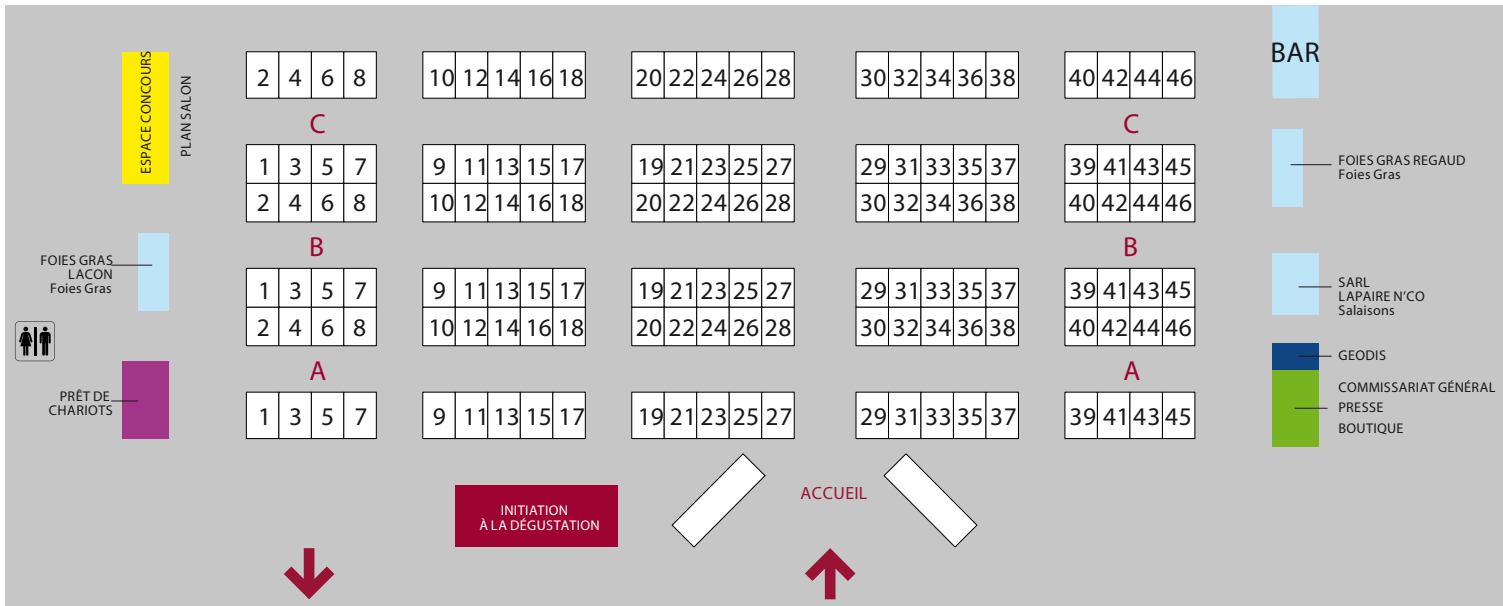 ESPACE CONCOURS
PLAN SALON
2 4 6 8 10 12 14 16 18 20 22 24 26 28 30 32 34 36 38 40 42 44 46
BAR
C C
1 3 5 7 9 11 13 15 17 19 21 23 25 27 29 31 33 35 37 39 41 43 45
2 4 6 8 10 12 14 16 18 20 22 24 26 28 30 32 34 36 38 40 42 44 46
FOIES GRAS REGAUD
Foies Gras
B B
FOIES GRAS
LACON
Foies Gras
1 3 5 7 9 11 13 15 17 19 21 23 25 27 29 31 33 35 37 39 41 43 45
2 4 6 8 10 12 14 16 18 20 22 24 26 28 30 32 34 36 38 40 42 44 46
SARL
LAPAIRE N'CO
Salaisons
GEODIS
A A
PRÊT DE
CHARIOTS
1 3 5 7 9 11 13 15 17 19 21 23 25 27 29 31 33 35 37 39 41 43 45
COMMISSARIAT GÉNÉRAL
PRESSE
BOUTIQUE
INITIATION
À LA DÉGUSTATION
ACCUEIL